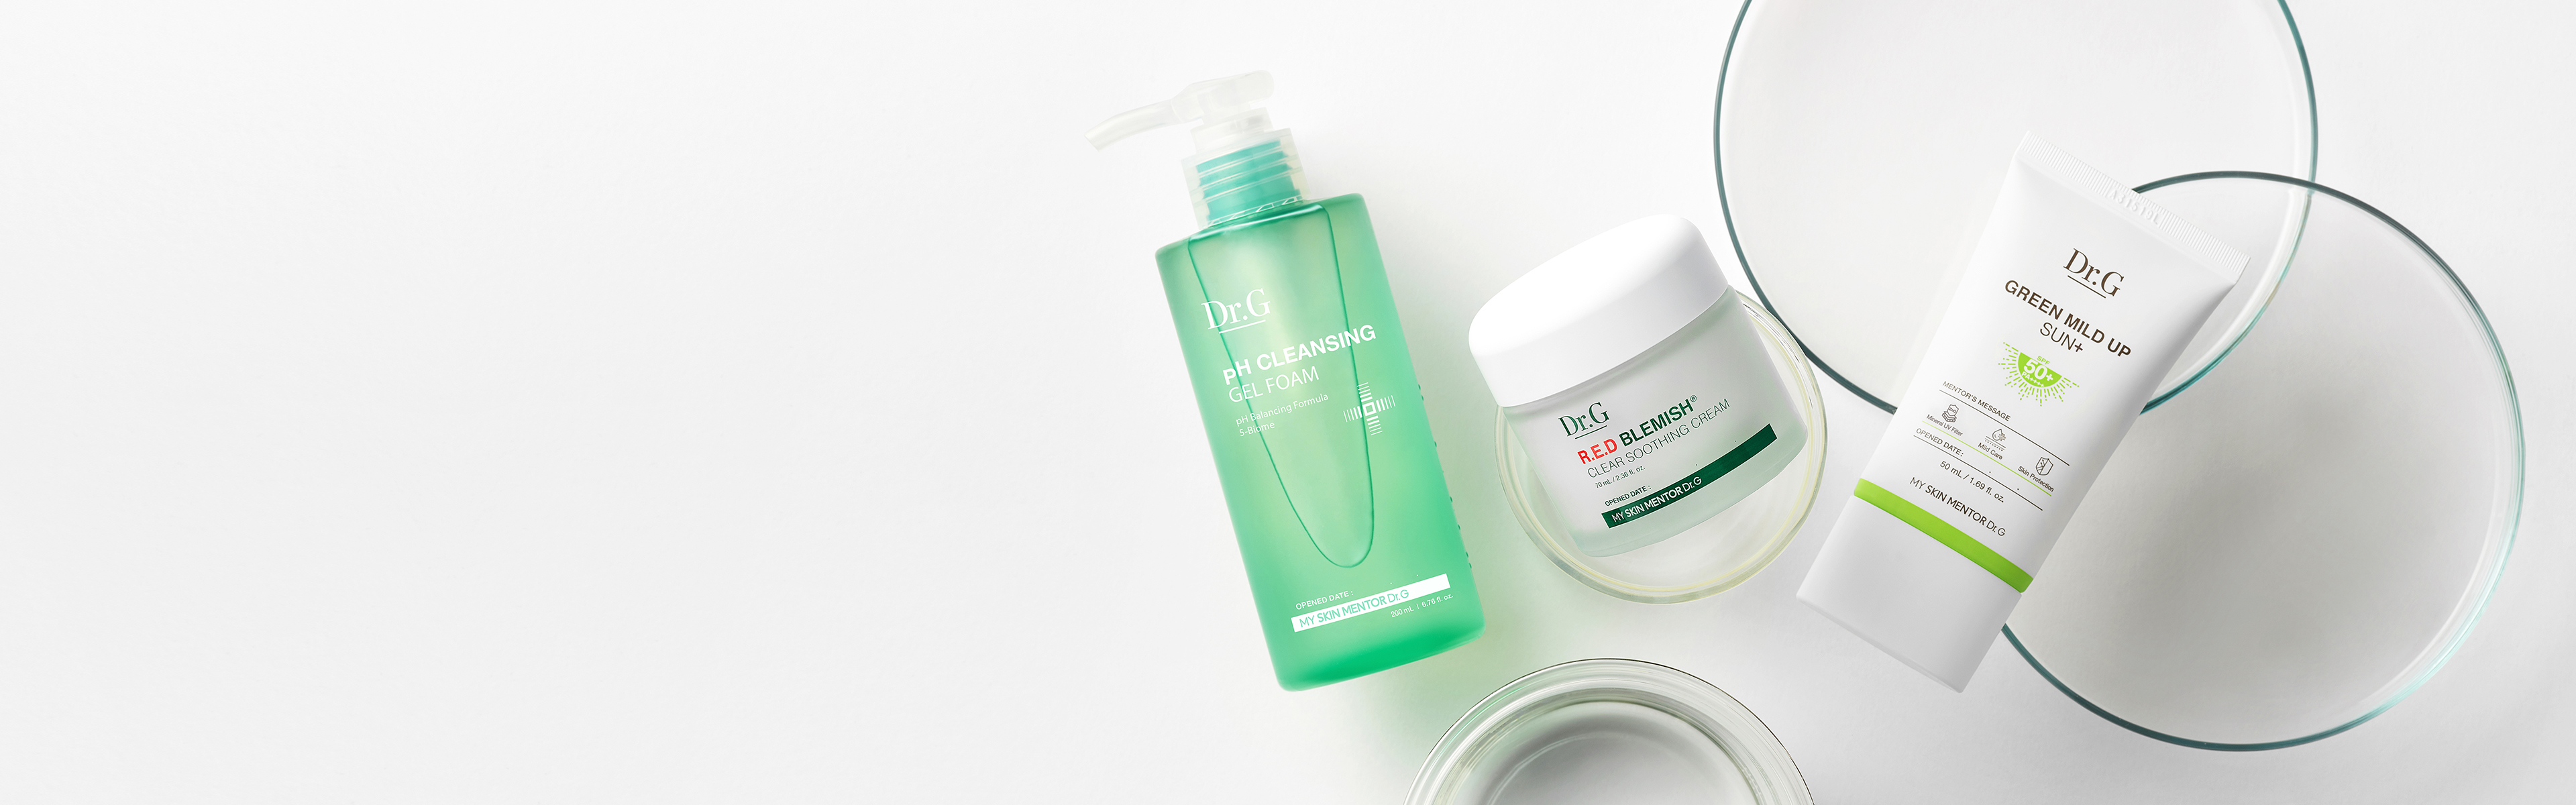 Dr.G
pH CLEANSING
GEL FOAM
pH Balancing Formula
5-Biome
OPENED DATE :
MY SKIN MENTOR Dr.G
200 mL | 6.76 fl. oz.
Dr.G
R.E.D BLEMISH®
CLEAR SOOTHING CREAM
70 mL / 2.36 fl. oz.
OPENED DATE :
MY SKIN MENTOR Dr.G
Dr.G
GREEN MILD UP
SUN+
SPF
50+
PA++++
MENTOR'S MESSAGE
Mineral UV Filter
Mild Care
Skin Protection
OPENED DATE :
50 mL / 1.69 fl. oz.
MY SKIN MENTOR Dr.G